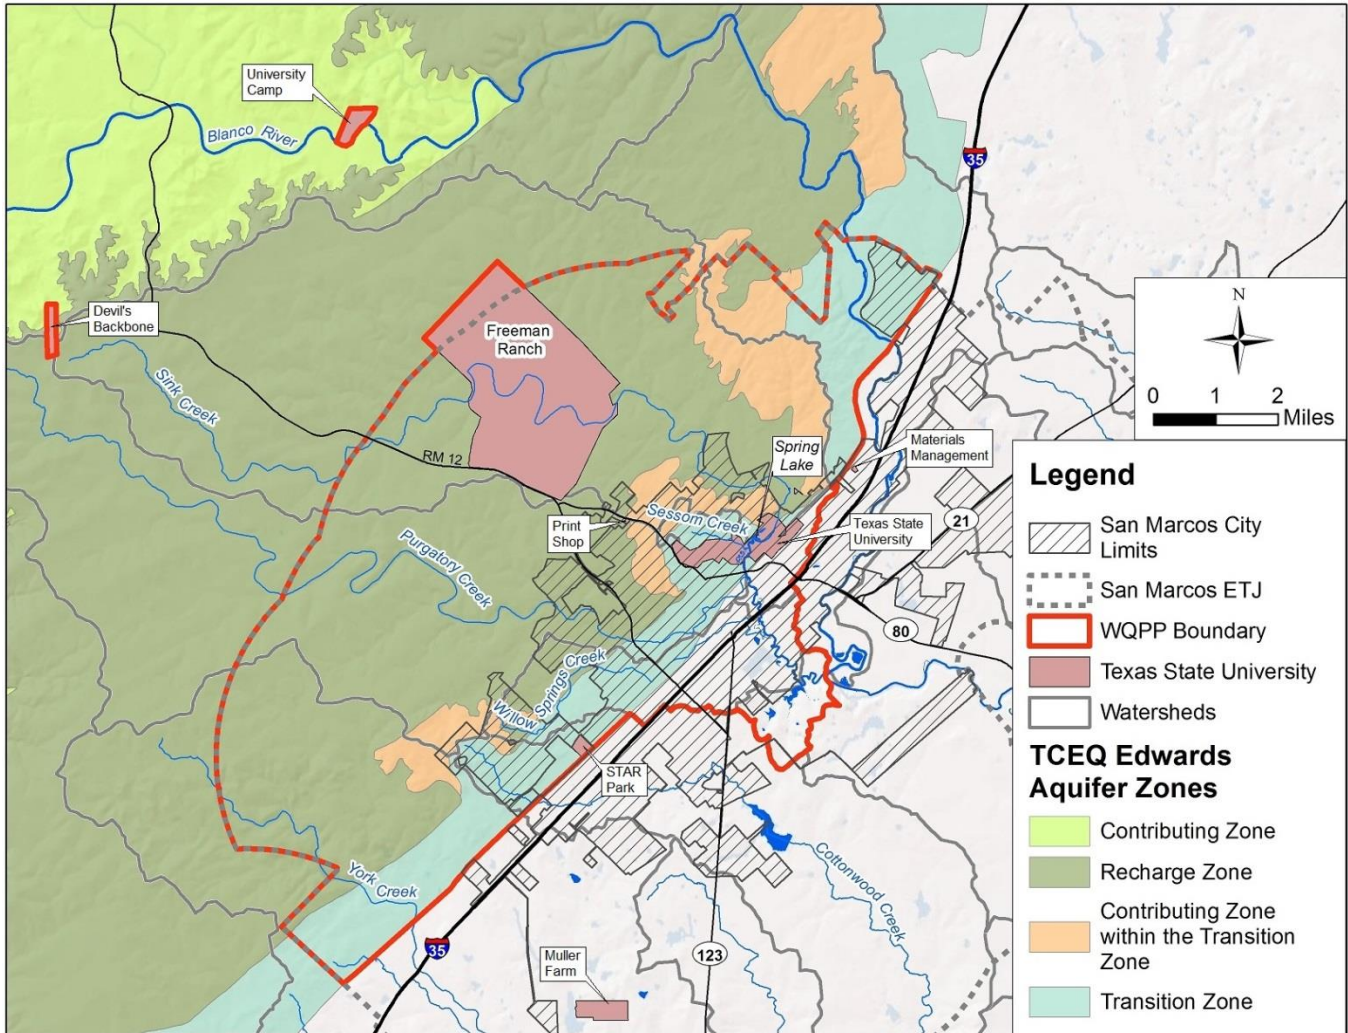 University
Camp
Blanco River
35
Devil's
Backbone
Freeman
Ranch
Sink Creek
RM 12
Spring
Lake
Materials
Management
Print
Shop
Sessom Creek
Texas State
University
21
Purgatory Creek
80
Willow Springs Creek
STAR
Park
York
Creek
Cottonwood Creek
35
123
Muller
Farm
N
0 1 2
Miles
Legend
San Marcos City
Limits
San Marcos ETJ
WQPP Boundary
Texas State University
Watersheds
TCEQ Edwards
Aquifer Zones
Contributing Zone
Recharge Zone
Contributing Zone
within the Transition
Zone
Transition Zone